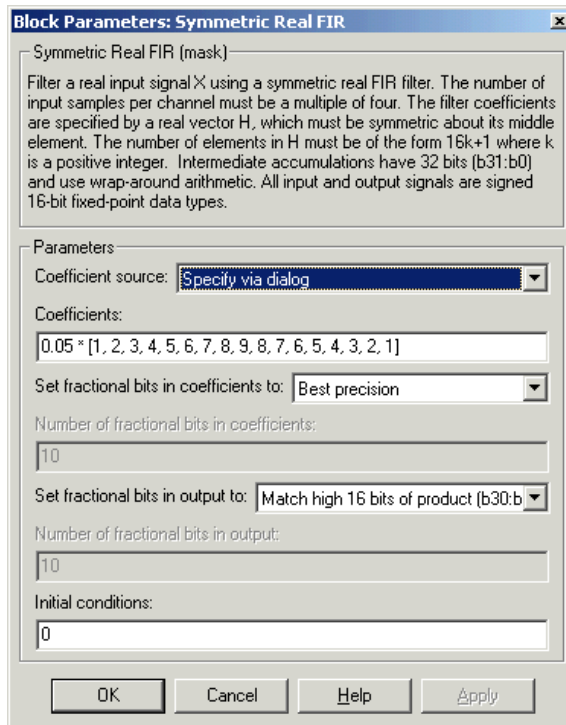 Block Parameters: Symmetric Real FIR
Symmetric Real FIR (mask)
Filter a real input signal X using a symmetric real FIR filter. The number of
input samples per channel must be a multiple of four. The filter coefficients
are specified by a real vector H, which must be symmetric about its middle
element. The number of elements in H must be of the form 16k+1 where k
is a positive integer.  Intermediate accumulations have 32 bits (b31:b0)
and use wrap-around arithmetic. All input and output signals are signed
16-bit fixed-point data types.
Parameters
Coefficient source: Specify via dialog
Coefficients:
0.05 * [1, 2, 3, 4, 5, 6, 7, 8, 9, 8, 7, 6, 5, 4, 3, 2, 1]
Set fractional bits in coefficients to: Best precision
Number of fractional bits in coefficients:
10
Set fractional bits in output to: Match high 16 bits of product (b30:b
Number of fractional bits in output:
10
Initial conditions:
0
OK Cancel Help Apply